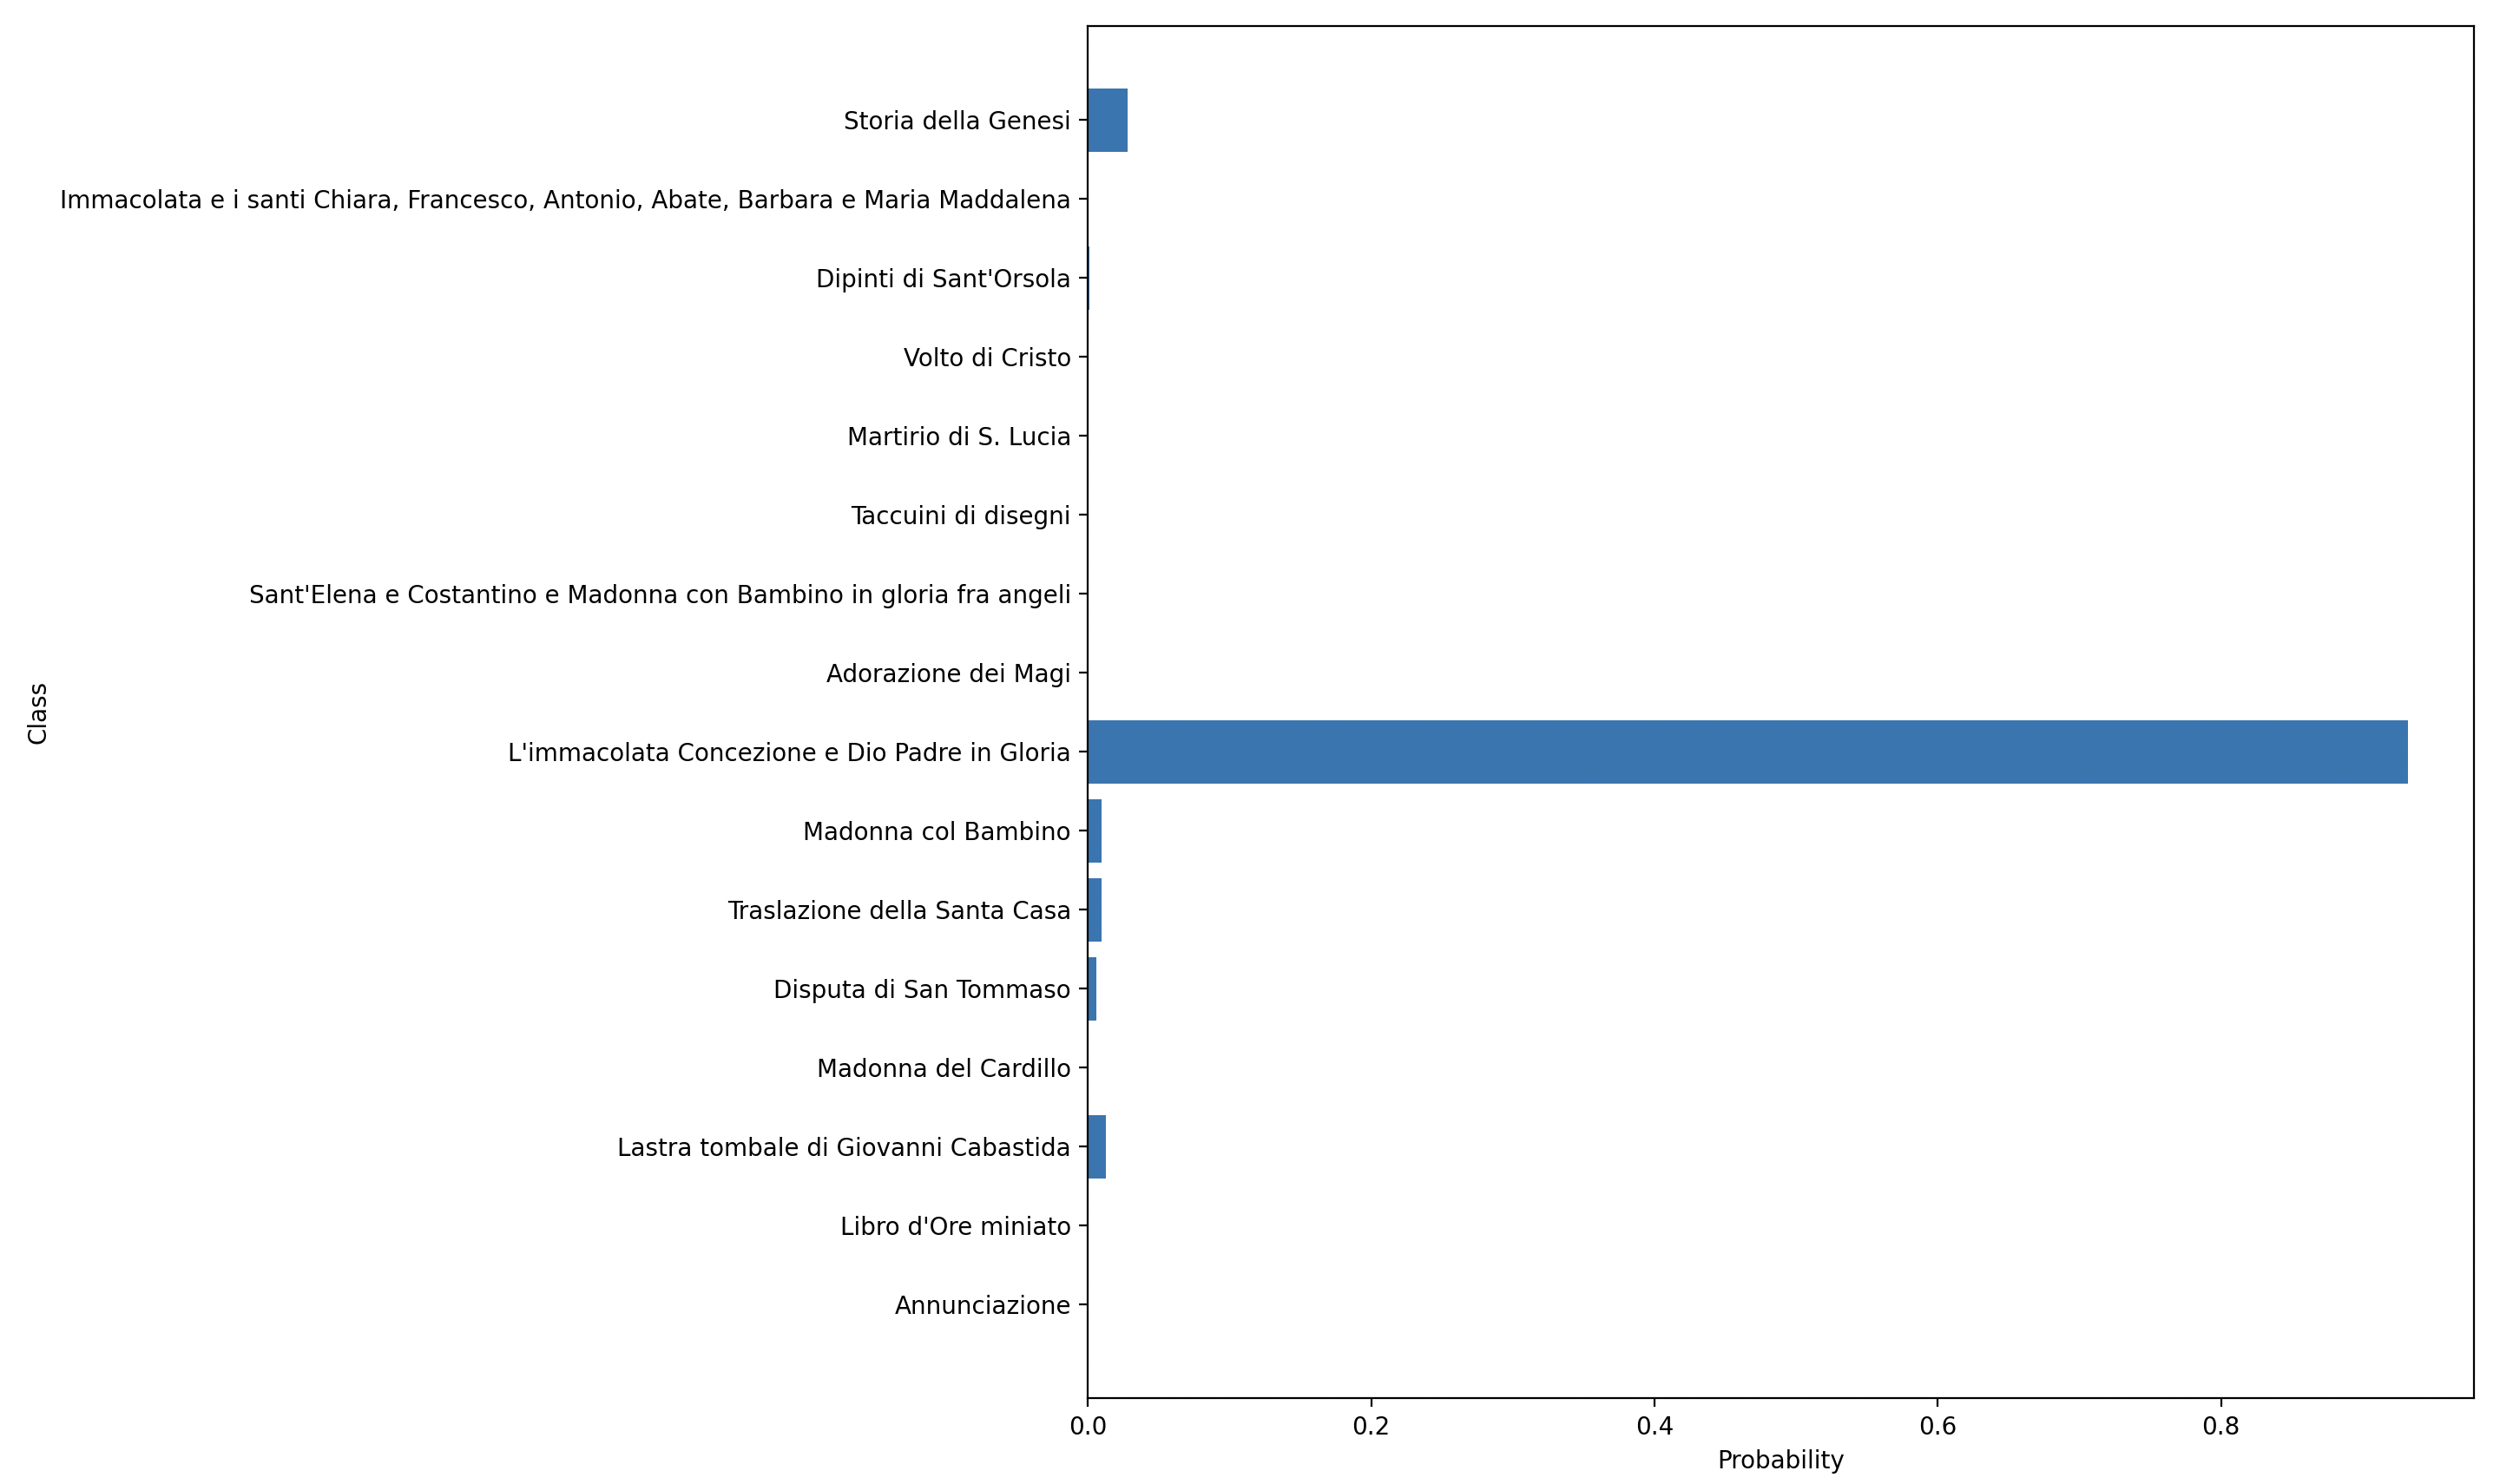 Storia della Genesi
Immacolata e i santi Chiara, Francesco, Antonio, Abate, Barbara e Maria Maddalena
Dipinti di Sant'Orsola
Volto di Cristo
Martirio di S. Lucia
Taccuini di disegni
Sant'Elena e Costantino e Madonna con Bambino in gloria fra angeli
Adorazione dei Magi
L'immacolata Concezione e Dio Padre in Gloria
Madonna col Bambino
Traslazione della Santa Casa
Disputa di San Tommaso
Madonna del Cardillo
Lastra tombale di Giovanni Cabastida
Libro d'Ore miniato
Annunciazione
Class
0.0 0.2 0.4 0.6 0.8
Probability